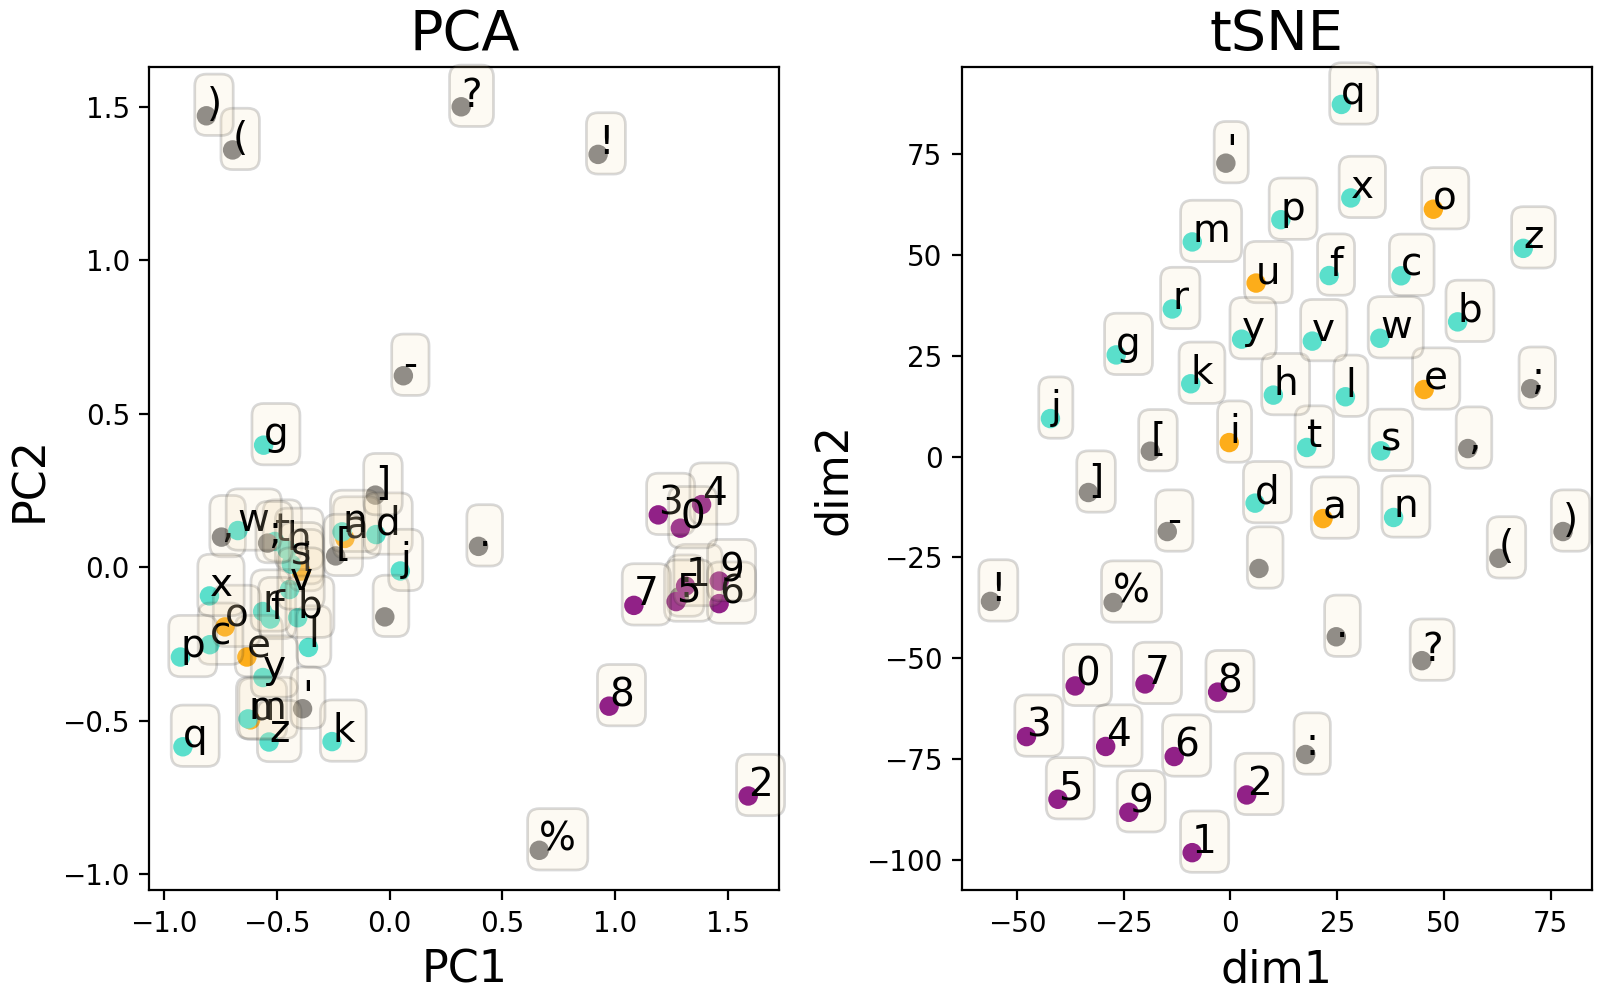 PCA
1.5
1.0
0.5
0.0
−0.5
−1.0
PC2
−1.0
−0.5
0.0
0.5
1.0
1.5
PC1
)
(
?
!
-
g
]
3
4
0
,
w
;
t
h
n
a
d
[
.
s
j
1
9
7
5
6
x
v
r
f
b
o
c
p
e
l
y
'
m
z
k
q
8
2
%
tSNE
75
50
25
0
−25
−50
−75
−100
dim2
−50
−25
0
25
50
75
dim1
q
'
x
p
o
m
z
u
f
c
r
b
g
y
v
w
k
h
l
e
;
j
[
i
t
s
,
]
d
a
n
-
(
)
!
%
.
?
0
7
8
3
4
6
:
5
9
2
1